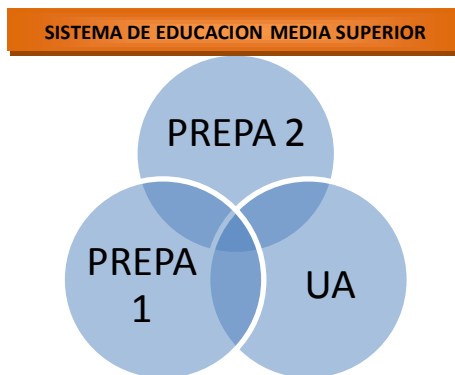 SISTEMA DE EDUCACION MEDIA SUPERIOR
PREPA 2
PREPA
1
UA